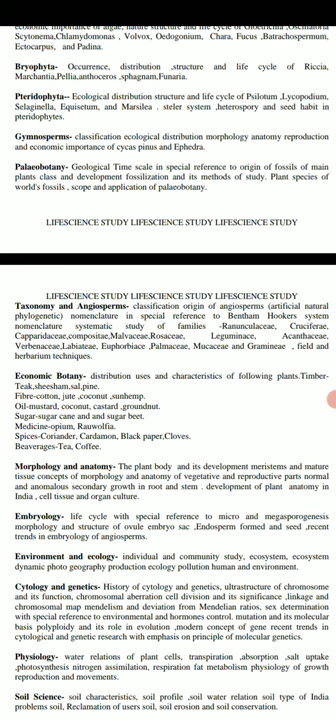 economic importance of algae, nature structure and life cycle of Gloetricha ,Oscillatoria
Scytonema,Chlamydomonas , Volvox, Oedogonium, Chara, Fucus ,Batrachospermum,
Ectocarpus, and Padina.
Bryophyta- Occurrence, distribution ,structure and life cycle of Riccia,
Marchantia,Pellia,anthoceros ,sphagnam,Funaria.
Pteridophyta-- Ecological distribution structure and life cycle of Psilotum ,Lycopodium,
Selaginella, Equisetum, and Marsilea . steler system ,heterospory and seed habit in
pteridophytes.
Gymnosperms- classification ecological distribution morphology anatomy reproduction
and economic importance of cycas pinus and Ephedra.
Palaeobotany- Geological Time scale in special reference to origin of fossils of main
plants class and development fossilization and its methods of study. Plant species of
world's fossils , scope and application of palaeobotany.
LIFESCIENCE STUDY LIFESCIENCE STUDY LIFESCIENCE STUDY
LIFESCIENCE STUDY LIFESCIENCE STUDY LIFESCIENCE STUDY
Taxonomy and Angiosperms- classification origin of angiosperms (artificial natural
phylogenetic) nomenclature in special reference to Bentham Hookers system
nomenclature systematic study of families -Ranunculaceae, Cruciferae,
Capparidaceae,compositae,Malvaceae,Rosaceae, Leguminace, Acanthaceae,
Verbenaceae,Labiateae, Euphorbiace ,Palmaceae, Mucaceae and Gramineae , field and
herbarium techniques.
Economic Botany- distribution uses and characteristics of following plants.Timber-
Teak,sheesham,sal,pine.
Fibre-cotton, jute ,coconut ,sunhemp.
Oil-mustard, coconut, castard ,groundnut.
Sugar-sugar cane and and sugar beet.
Medicine-opium, Rauwolfia.
Spices-Coriander, Cardamon, Black paper,Cloves.
Beaverages-Tea, Coffee.
Morphology and anatomy- The plant body and its development meristems and mature
tissue concepts of morphology and anatomy of vegetative and reproductive parts normal
and anomalous secondary growth in root and stem . development of plant anatomy in
India , cell tissue and organ culture.
Embryology- life cycle with special reference to micro and megasporogenesis
morphology and structure of ovule embryo sac ,Endosperm formed and seed ,recent
trends in embryology of angiosperms.
Environment and ecology- individual and community study, ecosystem, ecosystem
dynamic photo geography production ecology pollution human and environment.
Cytology and genetics- History of cytology and genetics, ultrastructure of chromosome
and its function, chromosomal aberration cell division and its significance ,linkage and
chromosomal map mendelism and deviation from Mendelian ratios, sex determination
with special reference to environmental and hormones control. mutation and its molecular
basis polyploidy and its role in evolution ,modern concept of gene recent trends in
cytological and genetic research with emphasis on principle of molecular genetics.
Physiology- water relations of plant cells, transpiration ,absorption ,salt uptake
,photosynthesis nitrogen assimilation, respiration fat metabolism physiology of growth
reproduction and movements.
Soil Science- soil characteristics, soil profile ,soil water relation soil type of India
problems soil, Reclamation of users soil, soil erosion and soil conservation.